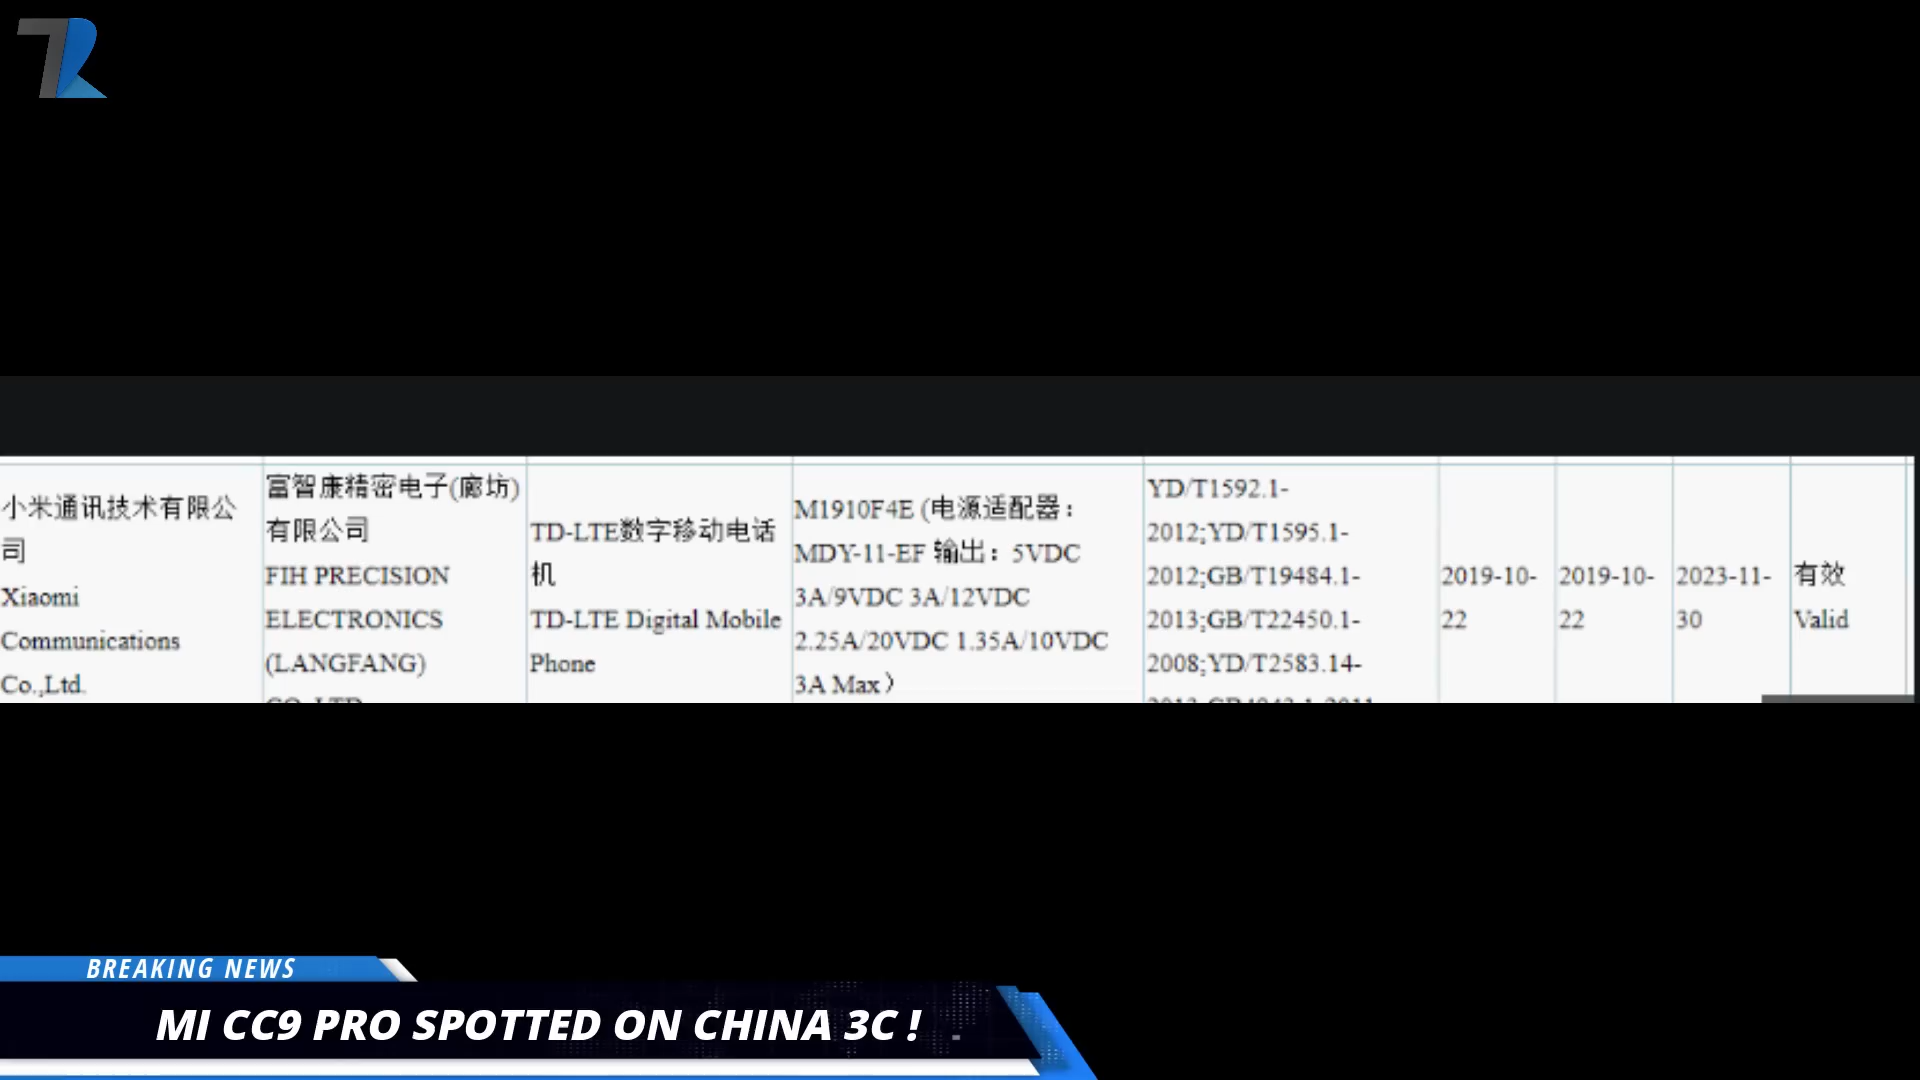 小米通讯技术有限公
司
Xiaomi
Communications
Co.,Ltd.
富智康精密电子(廊坊)
有限公司
FIH PRECISION
ELECTRONICS
(LANGFANG)
TD-LTE数字移动电话
机
TD-LTE Digital Mobile
Phone
M1910F4E (电源适配器：
MDY-11-EF 输出：5VDC
3A/9VDC 3A/12VDC
2.25A/20VDC 1.35A/10VDC
3A Max）
YD/T1592.1-
2012;YD/T1595.1-
2012;GB/T19484.1-
2013;GB/T22450.1-
2008;YD/T2583.14-
2019-10-
22
2019-10-
22
2023-11-
30
有效
Valid
BREAKING NEWS
MI CC9 PRO SPOTTED ON CHINA 3C !